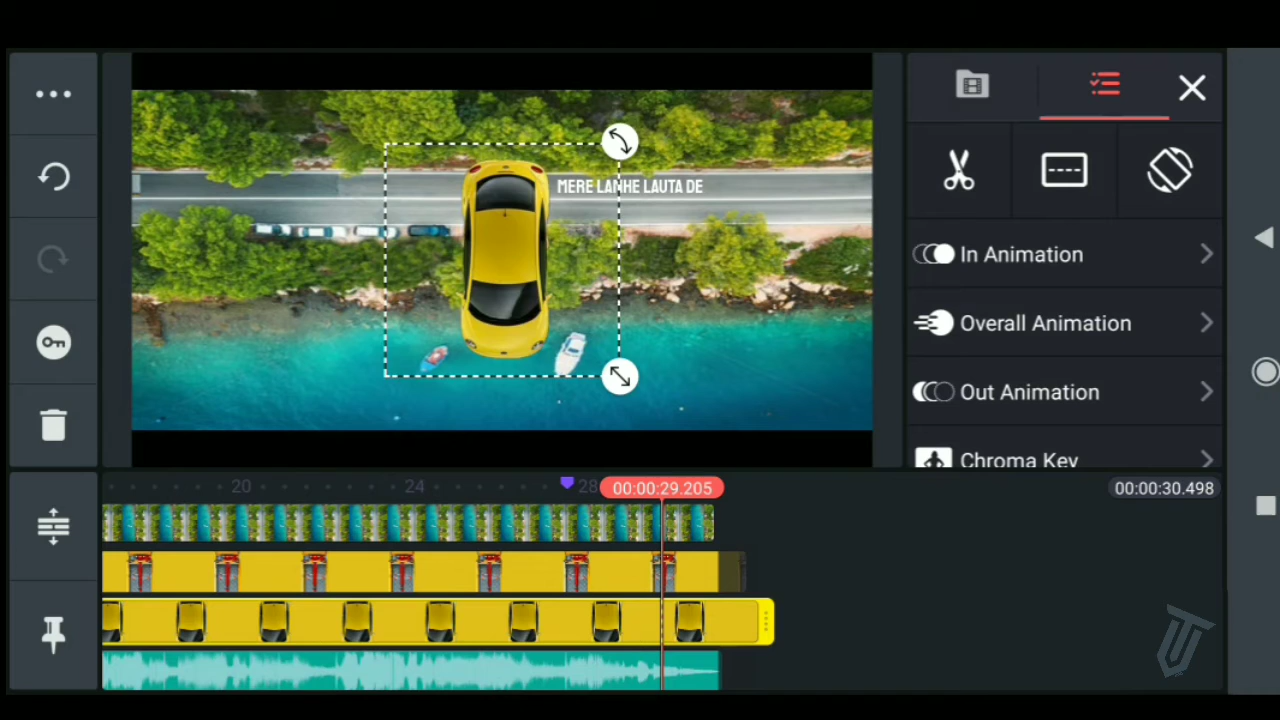 MERE LANHE LAUTA DE
In Animation
Overall Animation
Out Animation
Chroma Key
20
24
28
00:00:29.205
00:00:30.498